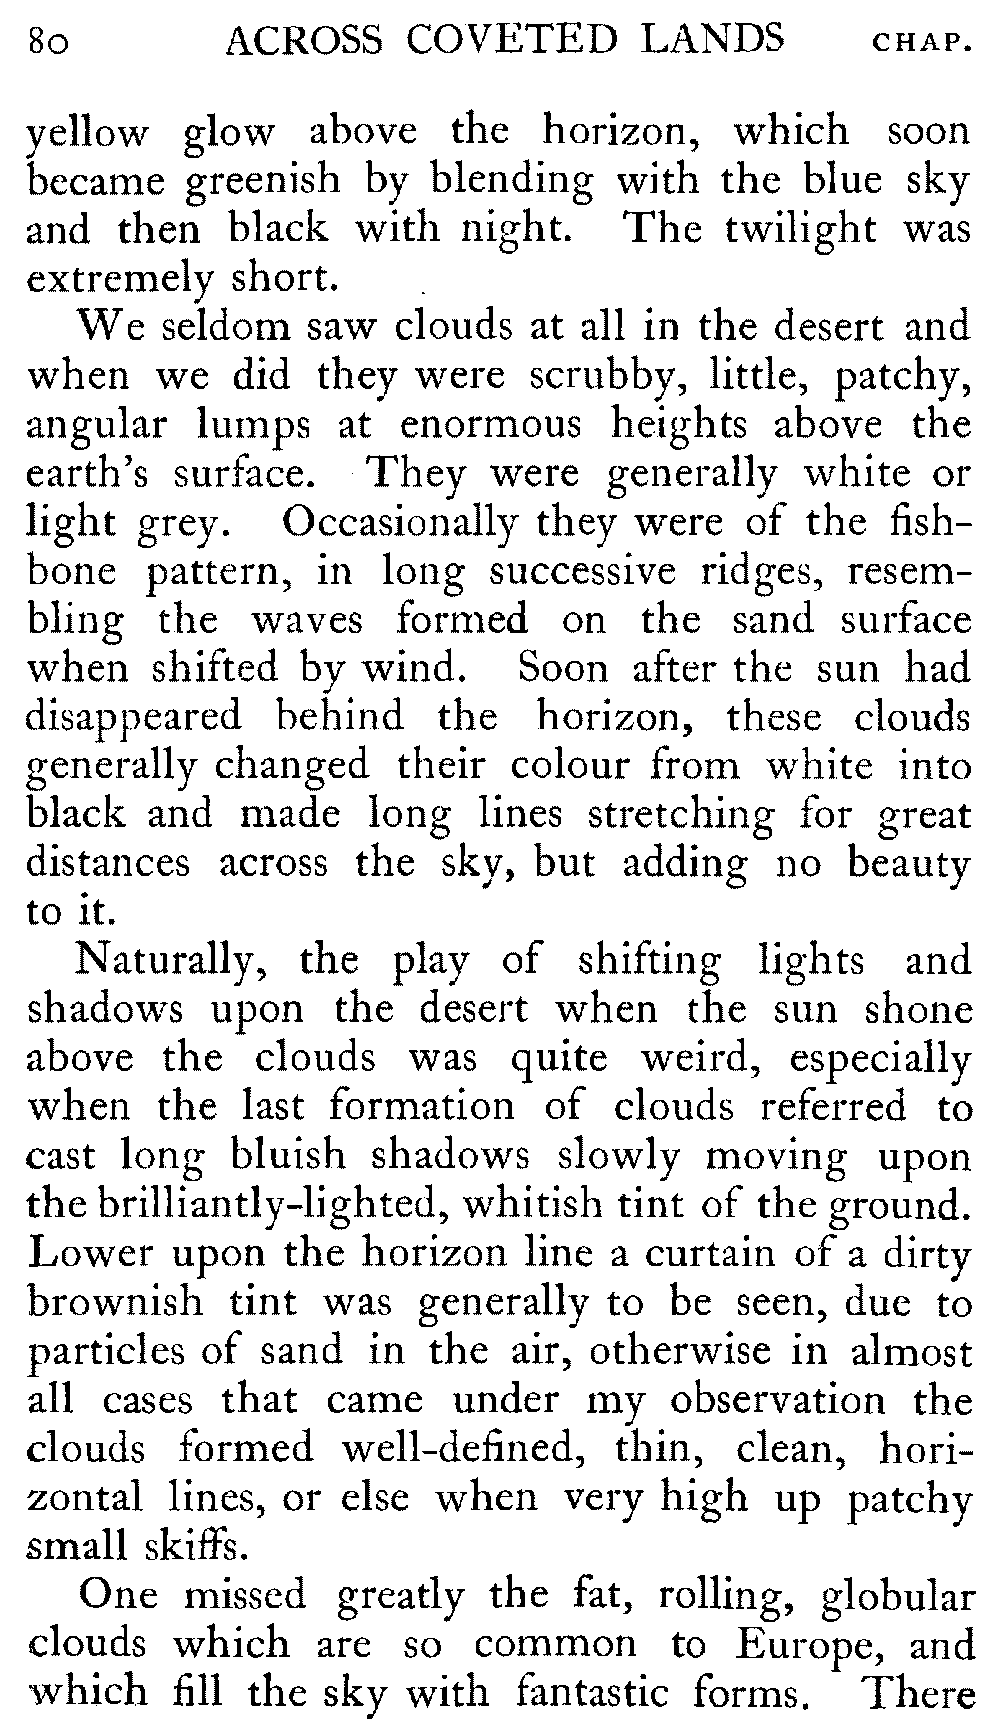 80 ACROSS COVETED LANDS CHAP.
yellow glow above the horizon, which soon
became greenish by blending with the blue sky
and then black with night. The twilight was
extremely short.
We seldom saw clouds at all in the desert and
when we did they were scrubby, little, patchy,
angular lumps at enormous heights above the
earth's surface. They were generally white or
light grey. Occasionally they were of the fish-
bone pattern, in long successive ridges, resem-
bling the waves formed on the sand surface
when shifted by wind. Soon after the sun had
disappeared behind the horizon, these clouds
generally changed their colour from white into
black and made long lines stretching for great
distances across the sky, but adding no beauty
to it.
Naturally, the play of shifting lights and
shadows upon the desert when the sun shone
above the clouds was quite weird, especially
when the last formation of clouds referred to
cast long bluish shadows slowly moving upon
the brilliantly-lighted, whitish tint of the ground.
Lower upon the horizon line a curtain of a dirty
brownish tint was generally to be seen, due to
particles of sand in the air, otherwise in almost
all cases that came under my observation the
clouds formed well-defined, thin, clean, hori-
zontal lines, or else when very high up patchy
small skiffs.
One missed greatly the fat, rolling, globular
clouds which are so common to Europe, and
which fill the sky with fantastic forms. There